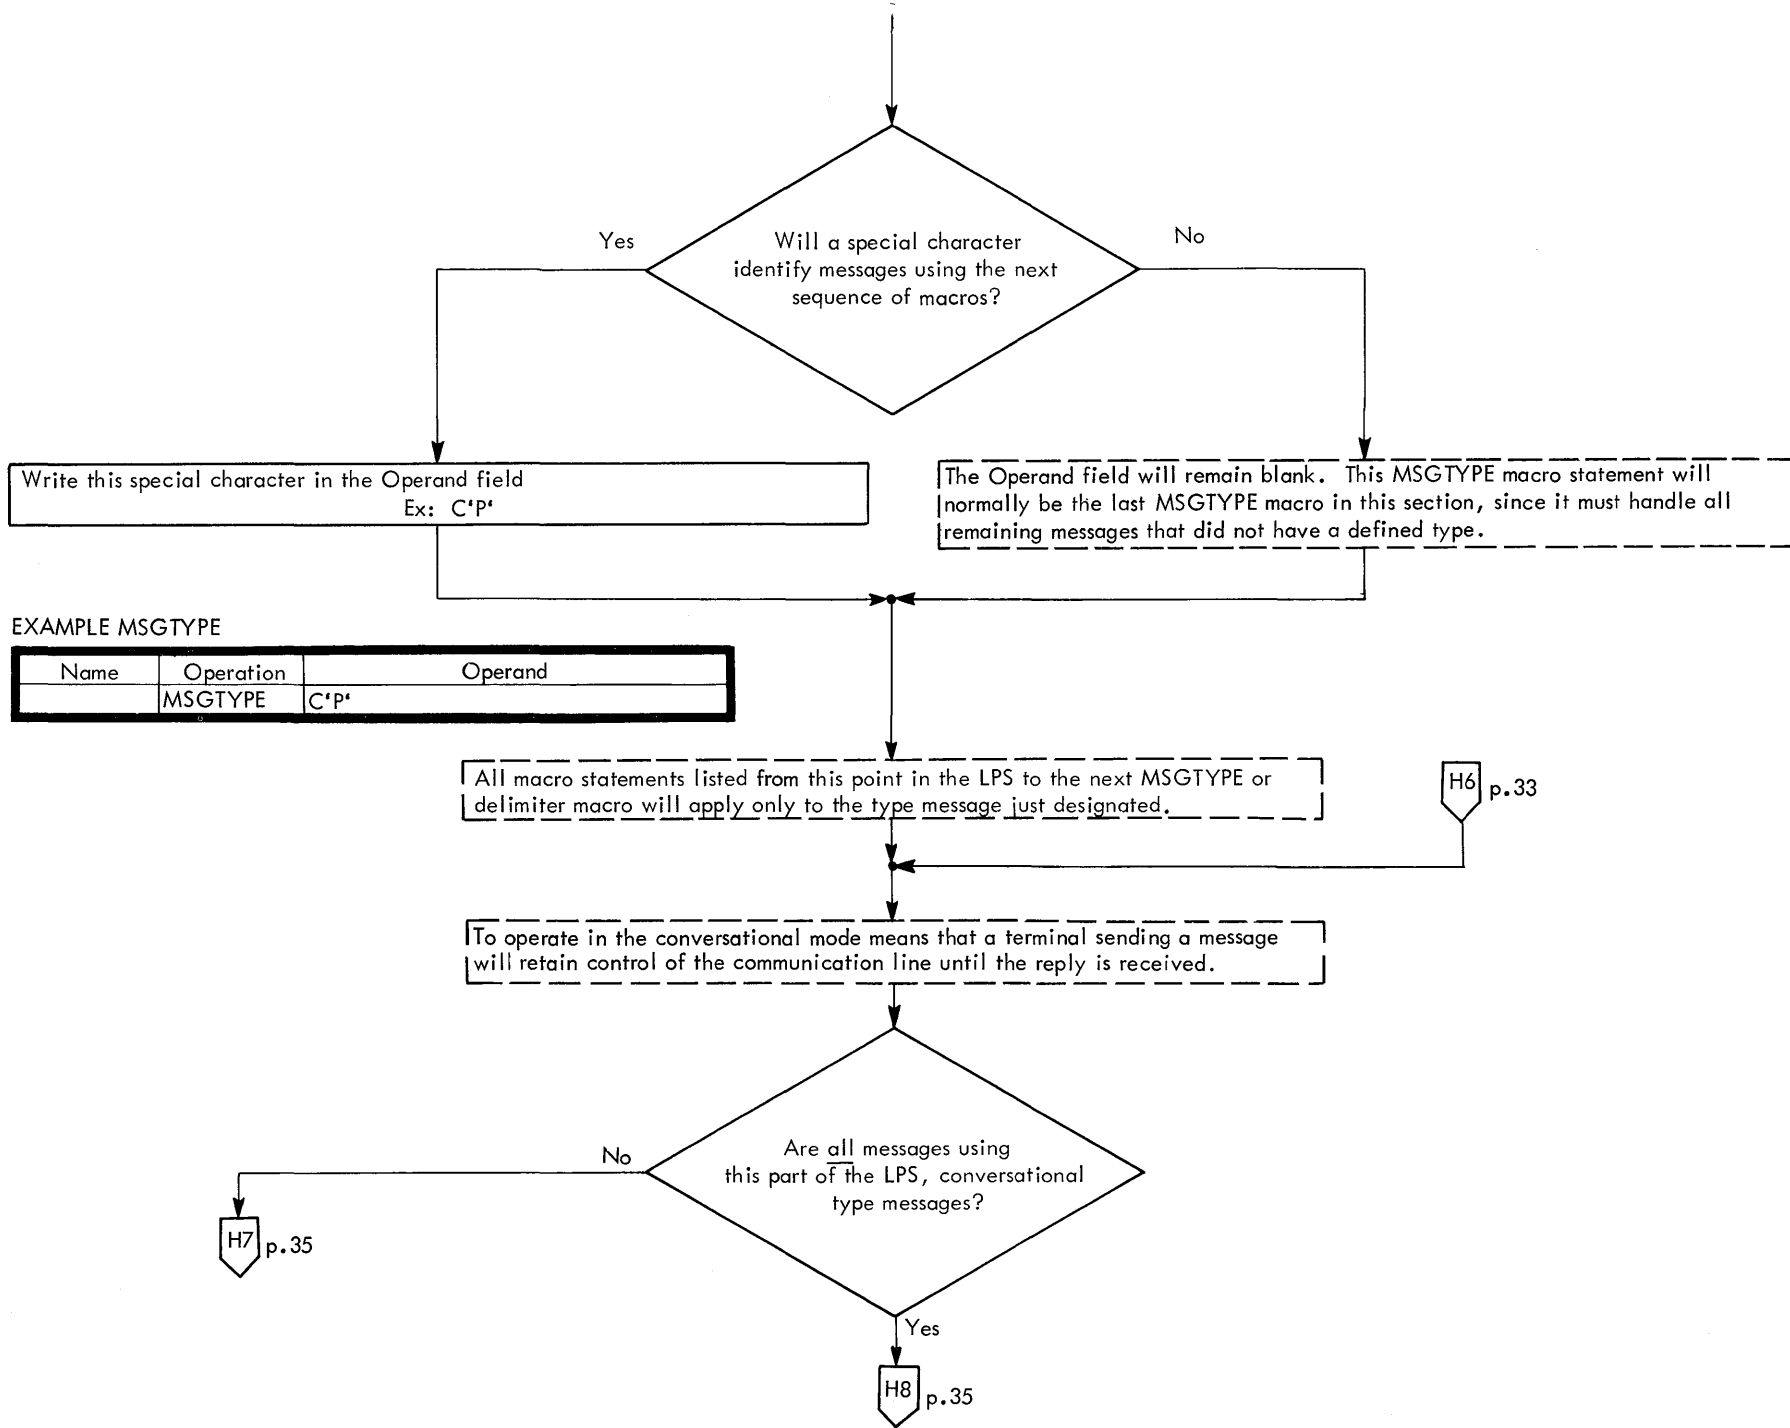 Yes
No
Will a special character
identify messages using the next
sequence of macros?
Write this special character in the Operand field
Ex: C'P'
The Operand field will remain blank. This MSGTYPE macro statement will
normally be the last MSGTYPE macro in this section, since it must handle all
remaining messages that did not have a defined type.
EXAMPLE MSGTYPE
Name Operation Operand
MSGTYPE C'P'
All macro statements listed from this point in the LPS to the next MSGTYPE or
delimiter macro will apply only to the type message just designated.
H6 p.33
To operate in the conversational mode means that a terminal sending a message
will retain control of the communication line until the reply is received.
No
Are all messages using
this part of the LPS, conversational
type messages?
H7 p.35
Yes
H8 p.35